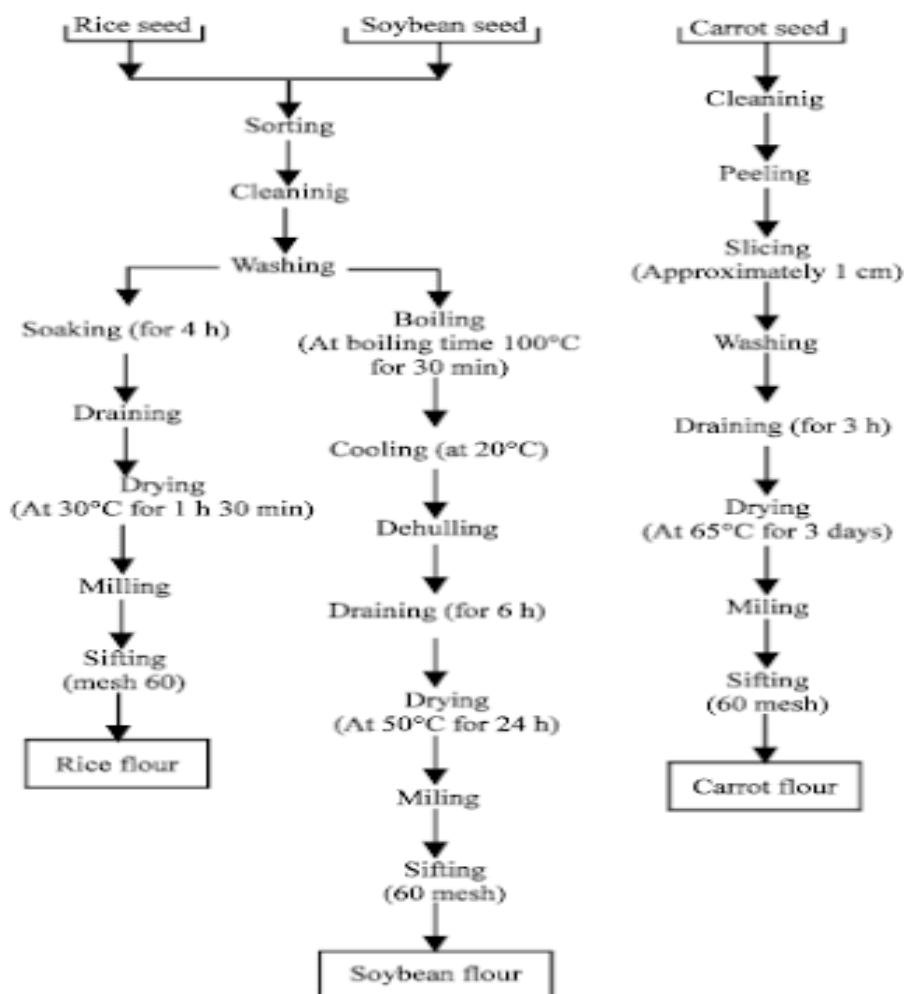 Rice seed
Soybean seed
Sorting
Cleaninig
Washing
Soaking (for 4 h)
Draining
Drying
(At 30°C for 1 h 30 min)
Milling
Sifting
(mesh 60)
Rice flour
Boiling
(At boiling time 100°C
for 30 min)
Cooling (at 20°C)
Dehulling
Draining (for 6 h)
Drying
(At 50°C for 24 h)
Miling
Sifting
(60 mesh)
Soybean flour
Carrot seed
Cleaninig
Peeling
Slicing
(Approximately 1 cm)
Washing
Draining (for 3 h)
Drying
(At 65°C for 3 days)
Miling
Sifting
(60 mesh)
Carrot flour